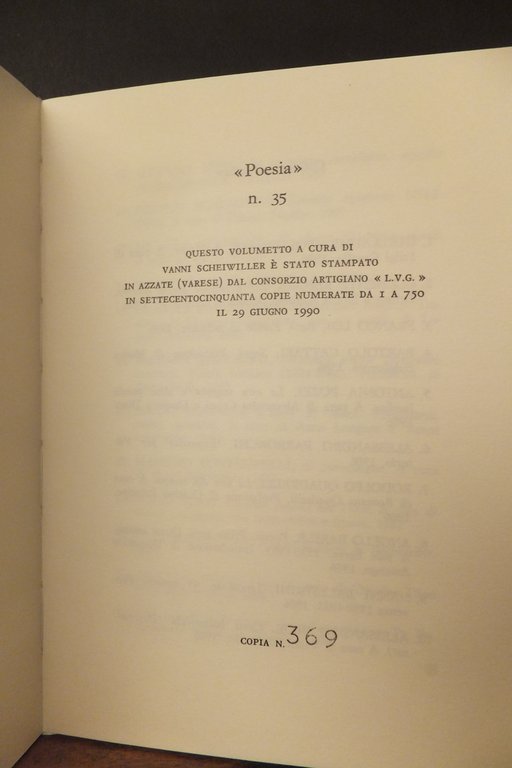 «Poesia»
n. 35
QUESTO VOLUMETTO A CURA DI
VANNI SCHEIWILLER È STATO STAMPATO
IN AZZATE (VARESE) DAL CONSORZIO ARTIGIANO « L.V.G. »
IN SETTECENTOCINQUANTA COPIE NUMERATE DA 1 A 750
IL 29 GIUGNO 1990
COPIA N. 369